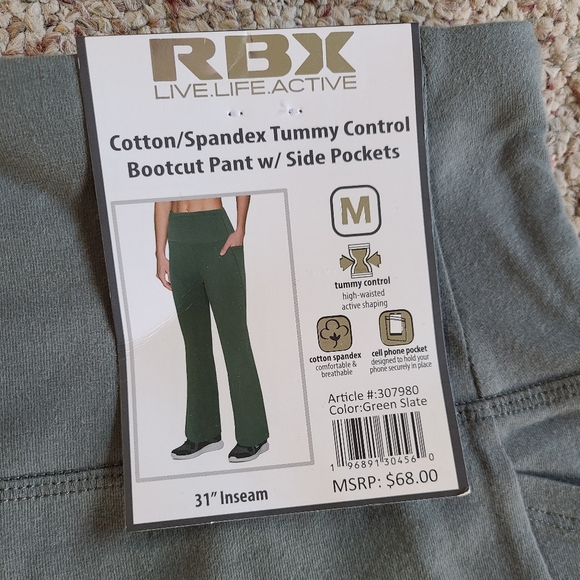 RBX
LIVE.LIFE.ACTIVE
Cotton/Spandex Tummy Control
Bootcut Pant w/ Side Pockets
M
tummy control
high-waisted
active shaping
cotton spandex
comfortable &
breathable
cell phone pocket
designed to hold your
phone securely in place
Article #:307980
Color:Green Slate
1 96891 30456 0
MSRP: $68.00
31" Inseam